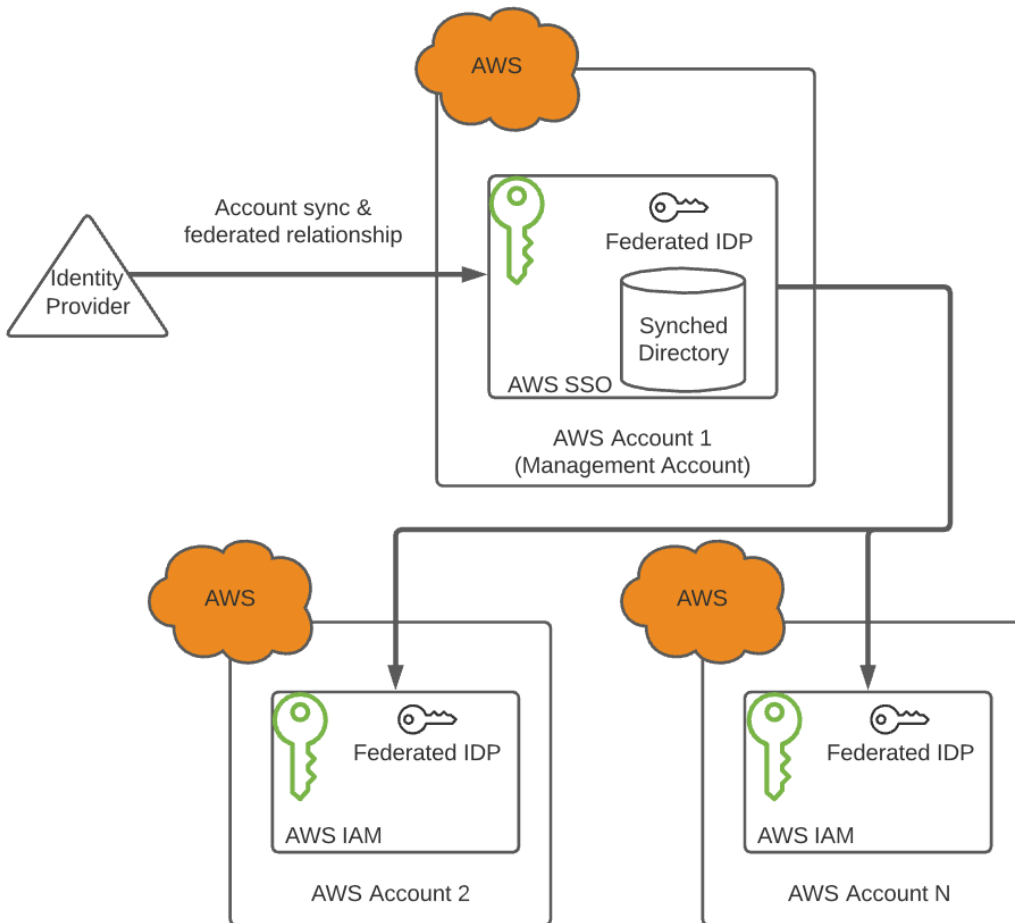 AWS
Account sync &
federated relationship
Identity
Provider
Federated IDP
Synched
Directory
AWS SSO
AWS Account 1
(Management Account)
AWS
AWS
Federated IDP
AWS IAM
AWS Account 2
Federated IDP
AWS IAM
AWS Account N